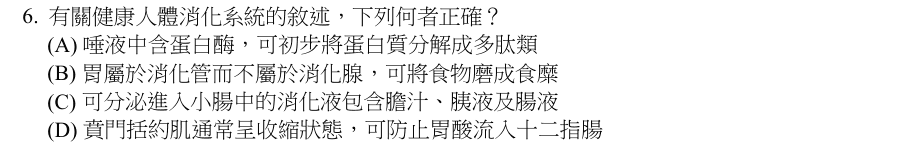 6. 有關健康人體消化系統的敘述，下列何者正確？
(A) 唾液中含蛋白酶，可初步將蛋白質分解成多肽類
(B) 胃屬於消化管而不屬於消化腺，可將食物磨成食糜
(C) 可分泌進入小腸中的消化液包含膽汁、胰液及腸液
(D) 賁門括約肌通常呈收縮狀態，可防止胃酸流入十二指腸